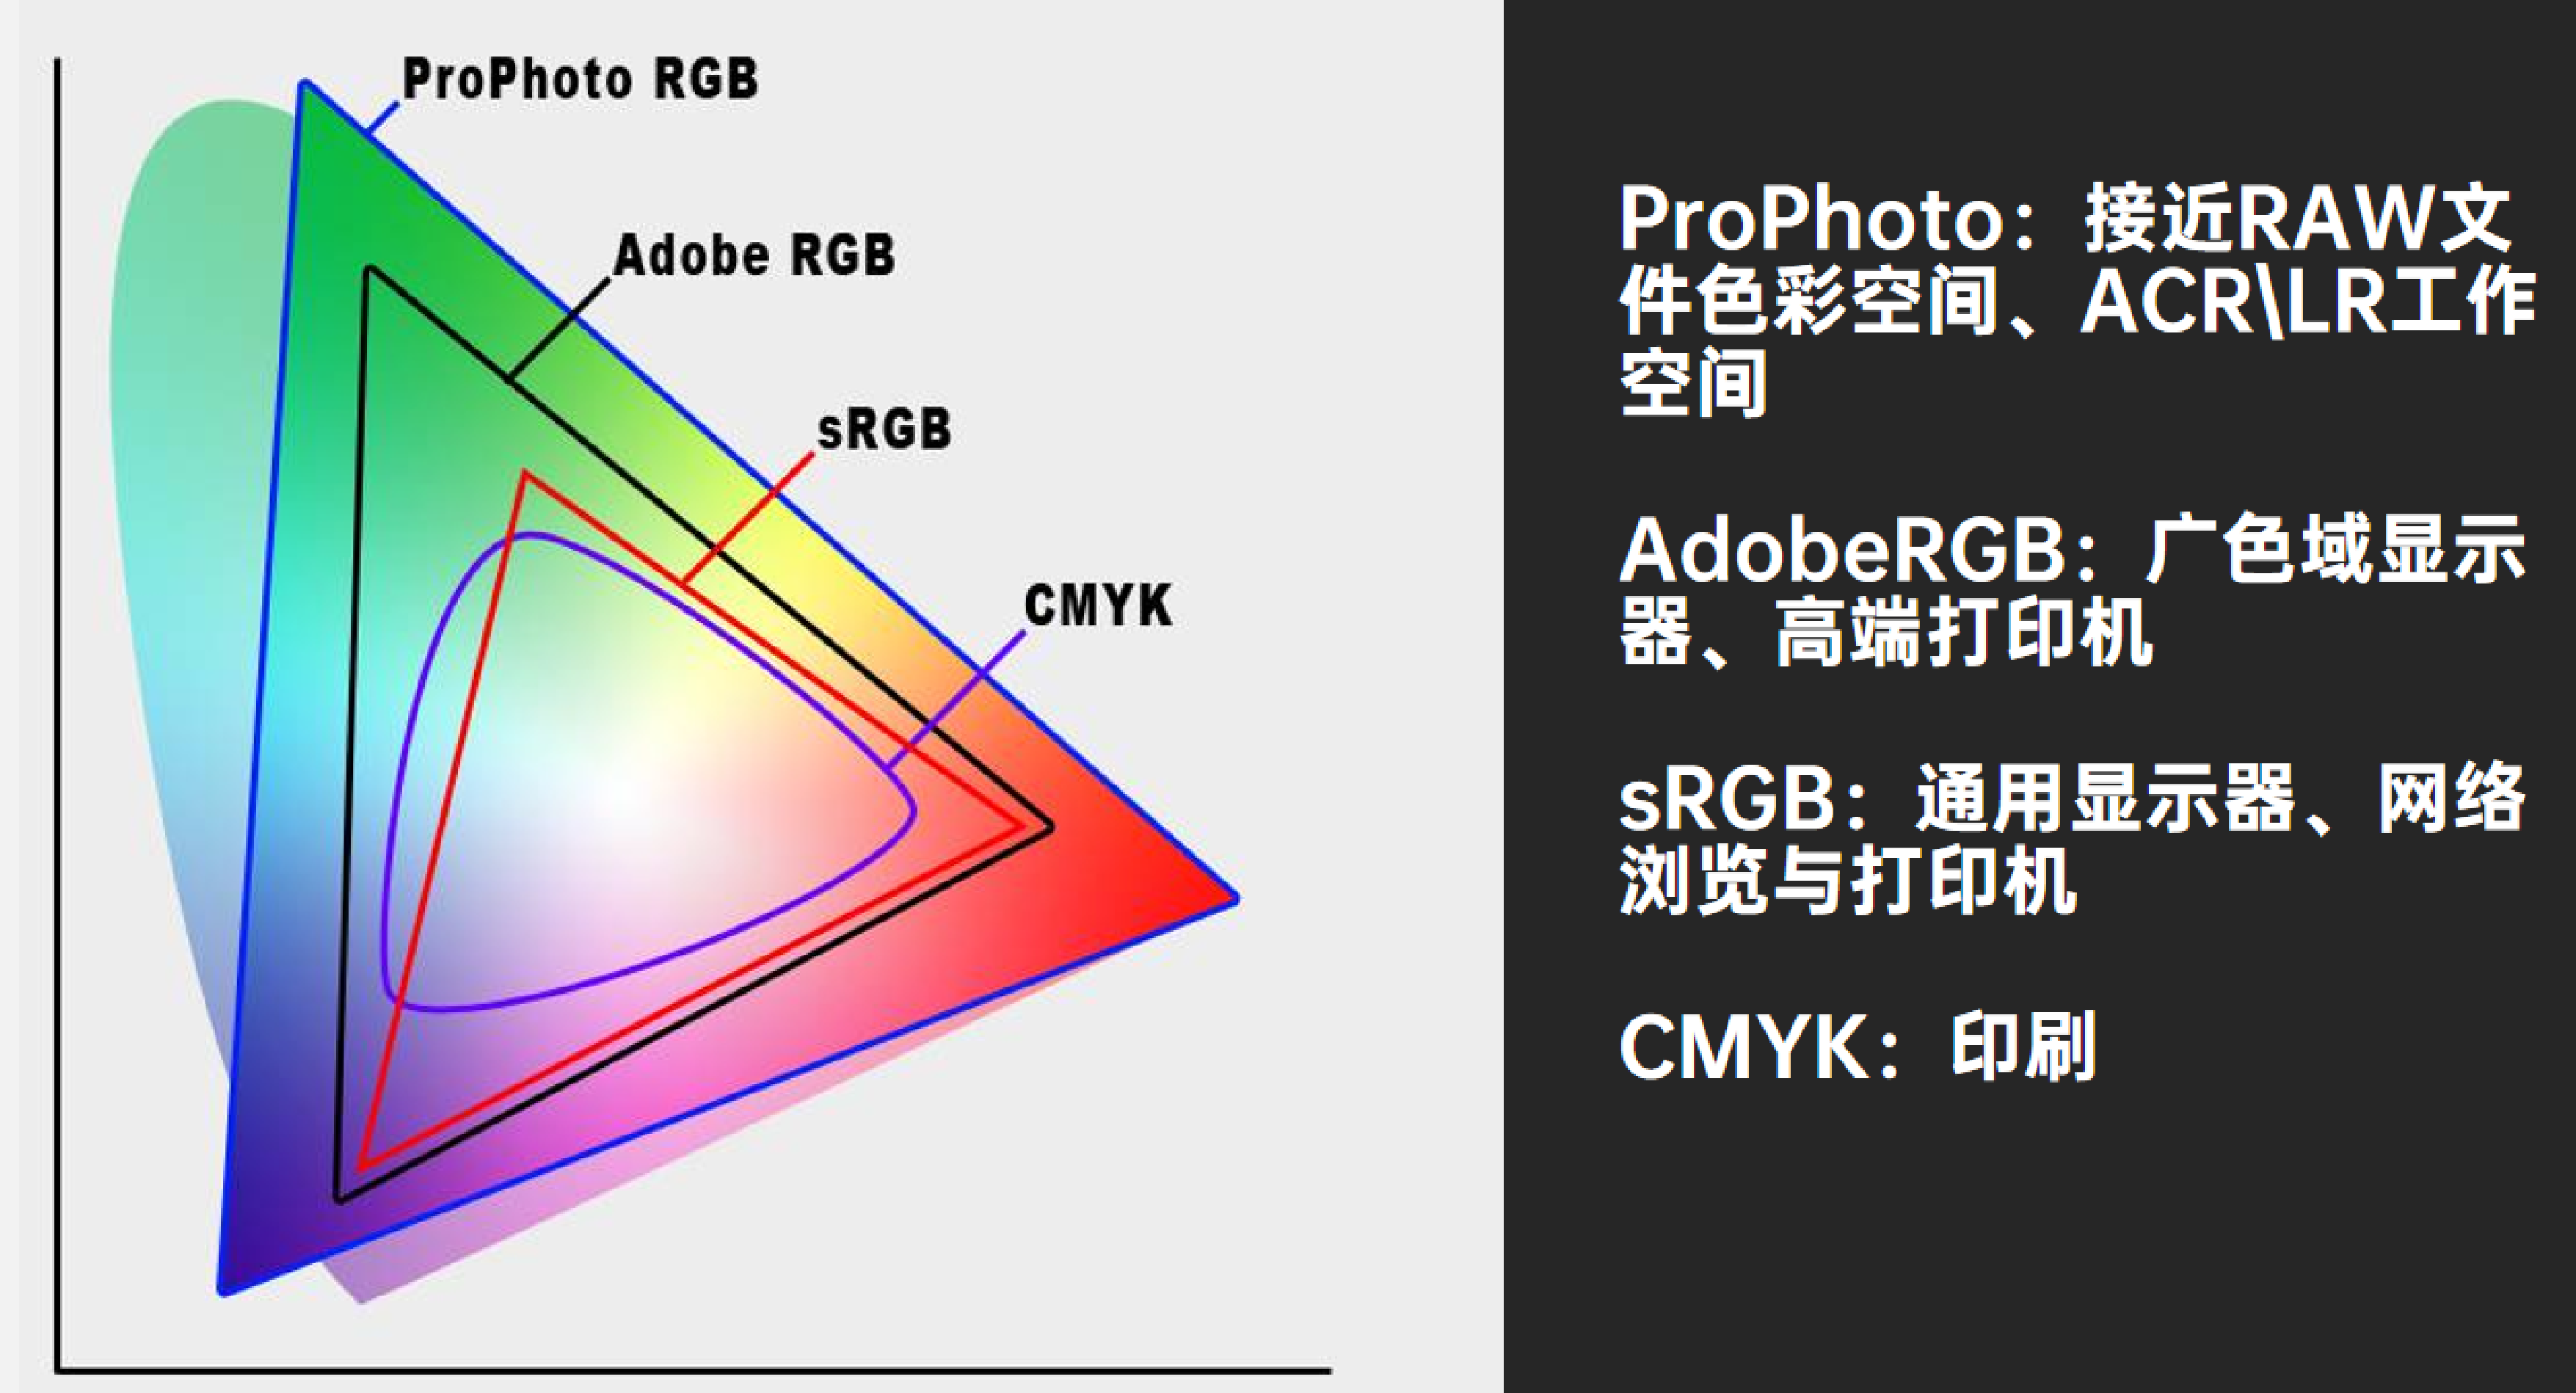 ProPhoto RGB
Adobe RGB
sRGB
CMYK
ProPhoto：接近RAW文
件色彩空间、ACR\LR工作
空间
AdobeRGB：广色域显示
器、高端打印机
sRGB：通用显示器、网络
浏览与打印机
CMYK：印刷